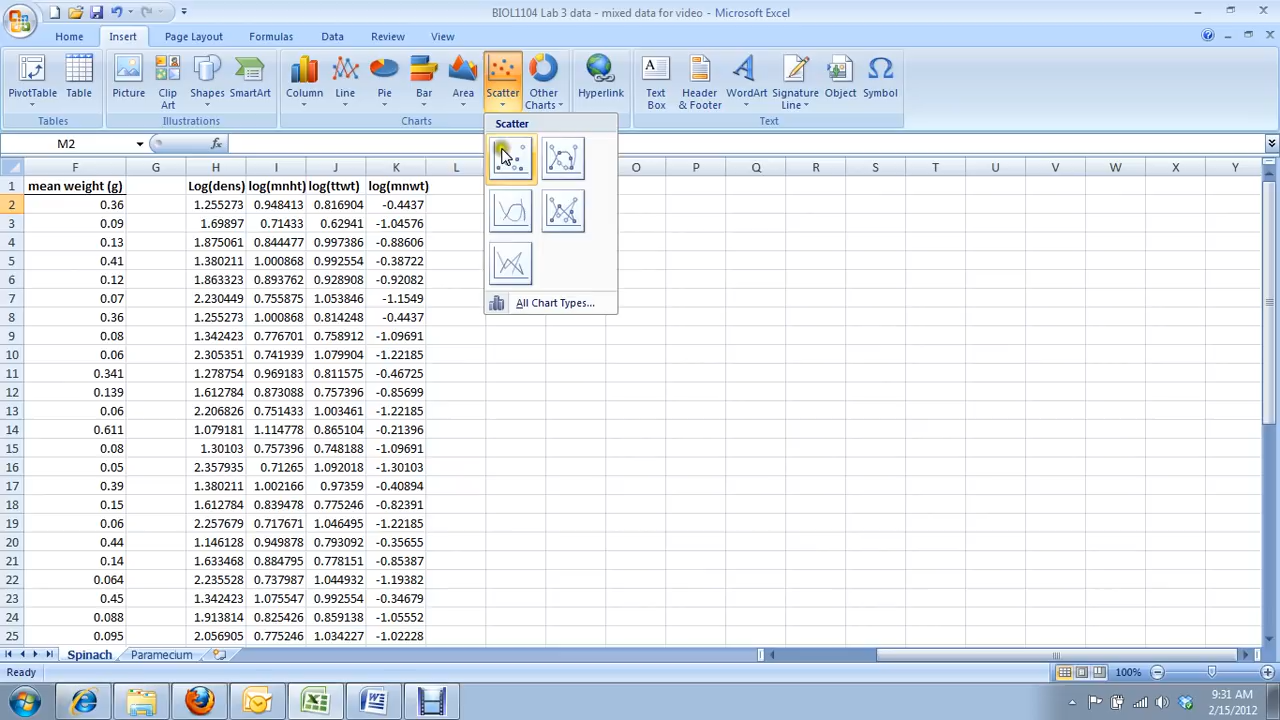 BIOL1104 Lab 3 data - mixed data for video - Microsoft Excel
Home Insert Page Layout Formulas Data Review View
PivotTable Table Picture Clip Art Shapes SmartArt Column Line Pie Bar Area Scatter Other Charts Hyperlink Text Box Header & Footer WordArt Signature Line Object Symbol
Tables Illustrations Charts Links Text
M2 fx
Scatter
All Chart Types...
F G H I J K L O P Q R S T U V W X Y
1 mean weight (g) Log(dens) log(mnht) log(ttwt) log(mnwt)
2 0.36 1.255273 0.948413 0.816904 -0.4437
3 0.09 1.69897 0.71433 0.62941 -1.04576
4 0.13 1.875061 0.844477 0.997386 -0.88606
5 0.41 1.380211 1.000868 0.992554 -0.38722
6 0.12 1.863323 0.893762 0.928908 -0.92082
7 0.07 2.230449 0.755875 1.053846 -1.1549
8 0.36 1.255273 1.000868 0.814248 -0.4437
9 0.08 1.342423 0.776701 0.758912 -1.09691
10 0.06 2.305351 0.741939 1.079904 -1.22185
11 0.341 1.278754 0.969183 0.811575 -0.46725
12 0.139 1.612784 0.873088 0.757396 -0.85699
13 0.06 2.206826 0.751433 1.003461 -1.22185
14 0.611 1.079181 1.114778 0.865104 -0.21396
15 0.08 1.30103 0.757396 0.748188 -1.09691
16 0.05 2.357935 0.71265 1.092018 -1.30103
17 0.39 1.380211 1.002166 0.97359 -0.40894
18 0.15 1.612784 0.839478 0.775246 -0.82391
19 0.06 2.257679 0.717671 1.046495 -1.22185
20 0.44 1.146128 0.949878 0.793092 -0.35655
21 0.14 1.633468 0.884795 0.778151 -0.85387
22 0.064 2.235528 0.737987 1.044932 -1.19382
23 0.45 1.342423 1.075547 0.992554 -0.34679
24 0.088 1.913814 0.825426 0.859138 -1.05552
25 0.095 2.056905 0.775246 1.034227 -1.02228
Spinach Paramecium
Ready 100%
9:31 AM
2/15/2012